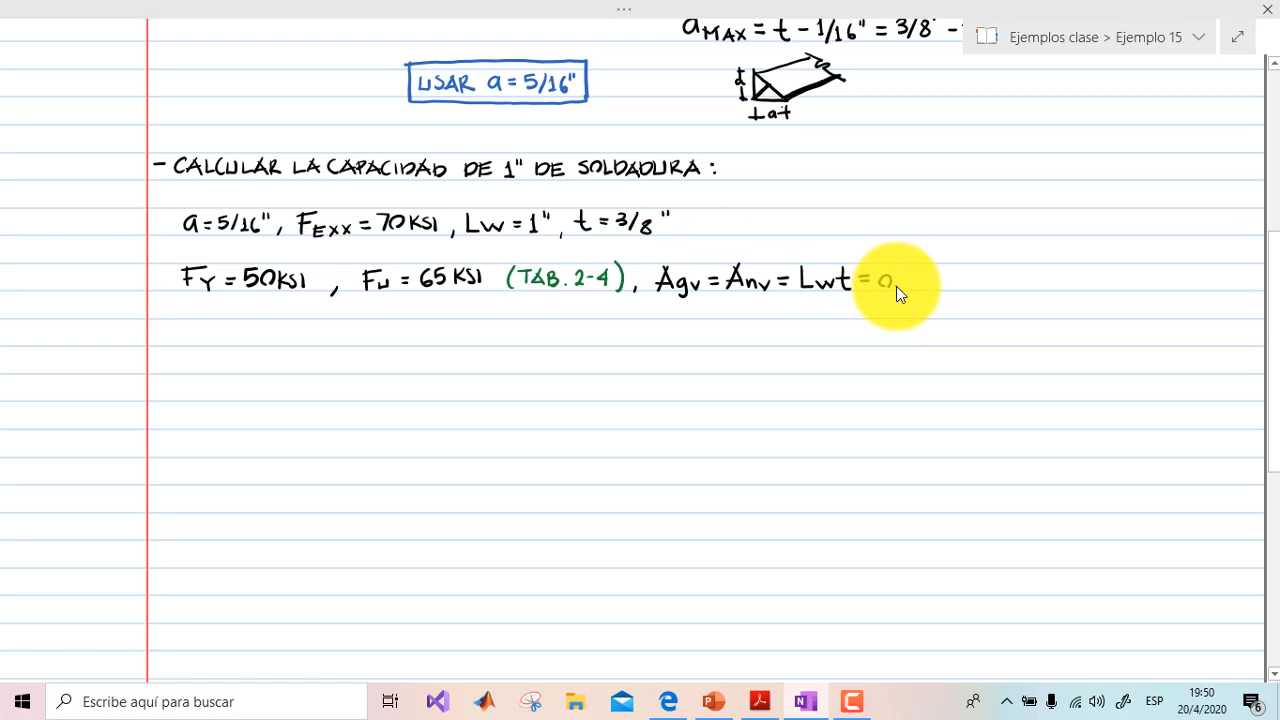 aMAX = t - 1/16" = 3/8" -
Ejemplos clase > Ejemplo 15
USAR a = 5/16"
t
a
- CALCULAR LA CAPACIDAD DE 1" DE SOLDADURA :
a = 5/16", FEXX = 70 KSI, Lw = 1", t = 3/8"
FY = 50 KSI, FU = 65 KSI (TAB. 2-4), Agv = Anv = Lwt = 0
Escribe aquí para buscar
ESP
19:50
20/4/2020
6